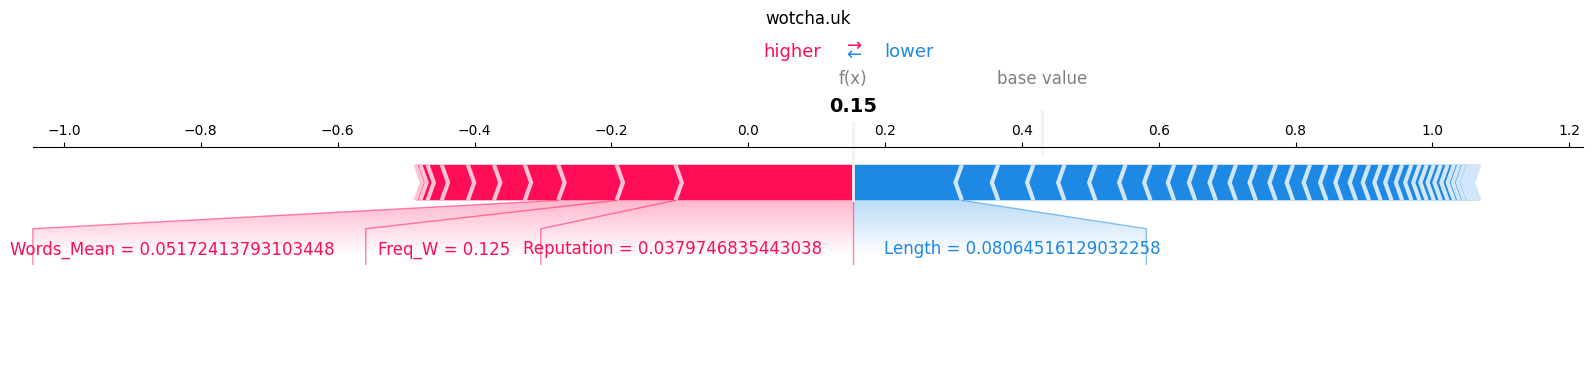 wotcha.uk
higher → ← lower
f(x) base value
0.15
−1.0 −0.8 −0.6 −0.4 −0.2 0.0 0.2 0.4 0.6 0.8 1.0 1.2
Words_Mean = 0.05172413793103448 Freq_W = 0.125 Reputation = 0.0379746835443038 Length = 0.08064516129032258